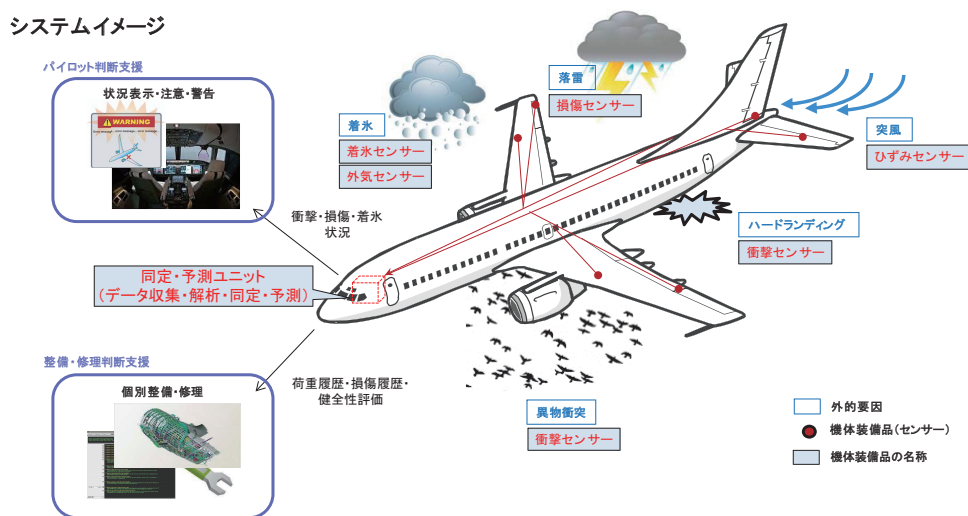 システムイメージ
パイロット判断支援
状況表示・注意・警告
WARNING
着氷
着氷センサー
外気センサー
落雷
損傷センサー
突風
ひずみセンサー
ハードランディング
衝撃センサー
衝撃・損傷・着氷
状況
同定・予測ユニット
（データ収集・解析・同定・予測）
整備・修理判断支援
個別整備・修理
荷重履歴・損傷履歴・
健全性評価
異物衝突
衝撃センサー
外的要因
機体装備品（センサー）
機体装備品の名称